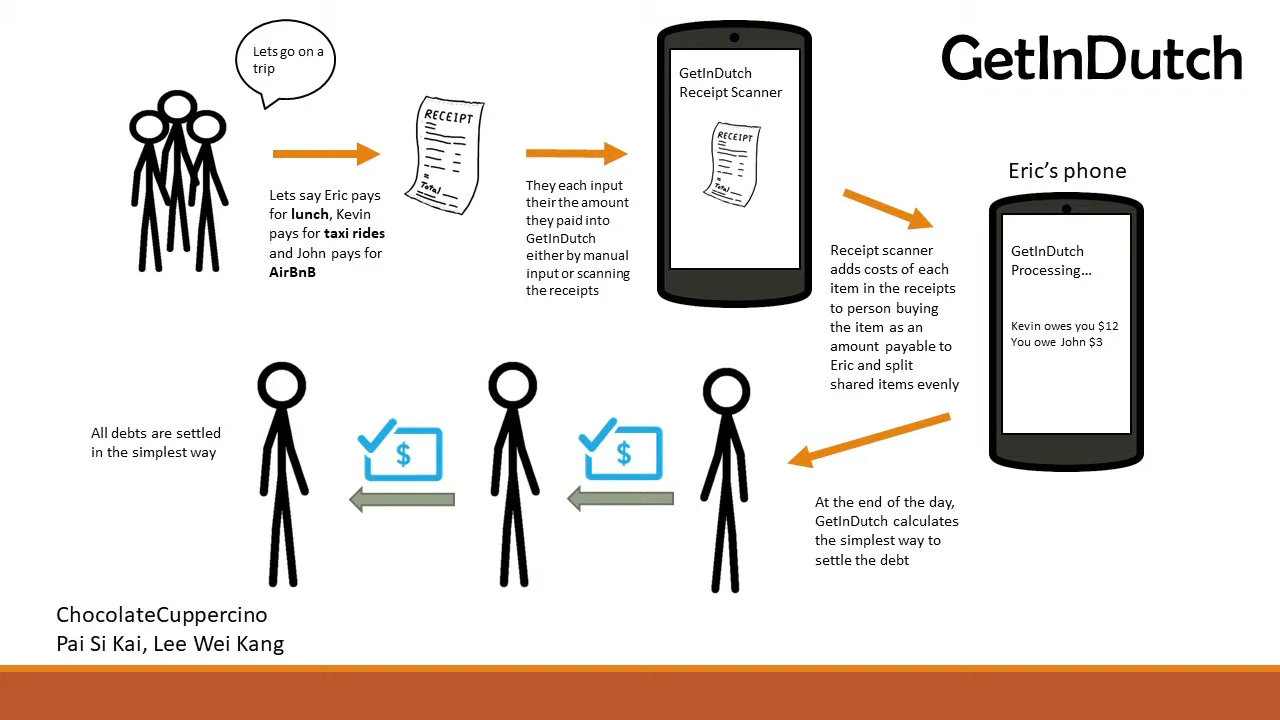 GetInDutch
Lets go on a
trip
Lets say Eric pays
for lunch, Kevin
pays for taxi rides
and John pays for
AirBnB
RECEIPT
Total
They each input
their the amount
they paid into
GetInDutch
either by manual
input or scanning
the receipts
GetInDutch
Receipt Scanner
RECEIPT
Total
Receipt scanner
adds costs of each
item in the receipts
to person buying
the item as an
amount payable to
Eric and split
shared items evenly
Eric’s phone
GetInDutch
Processing…
Kevin owes you $12
You owe John $3
At the end of the day,
GetInDutch calculates
the simplest way to
settle the debt
$
$
All debts are settled
in the simplest way
ChocolateCuppercino
Pai Si Kai, Lee Wei Kang